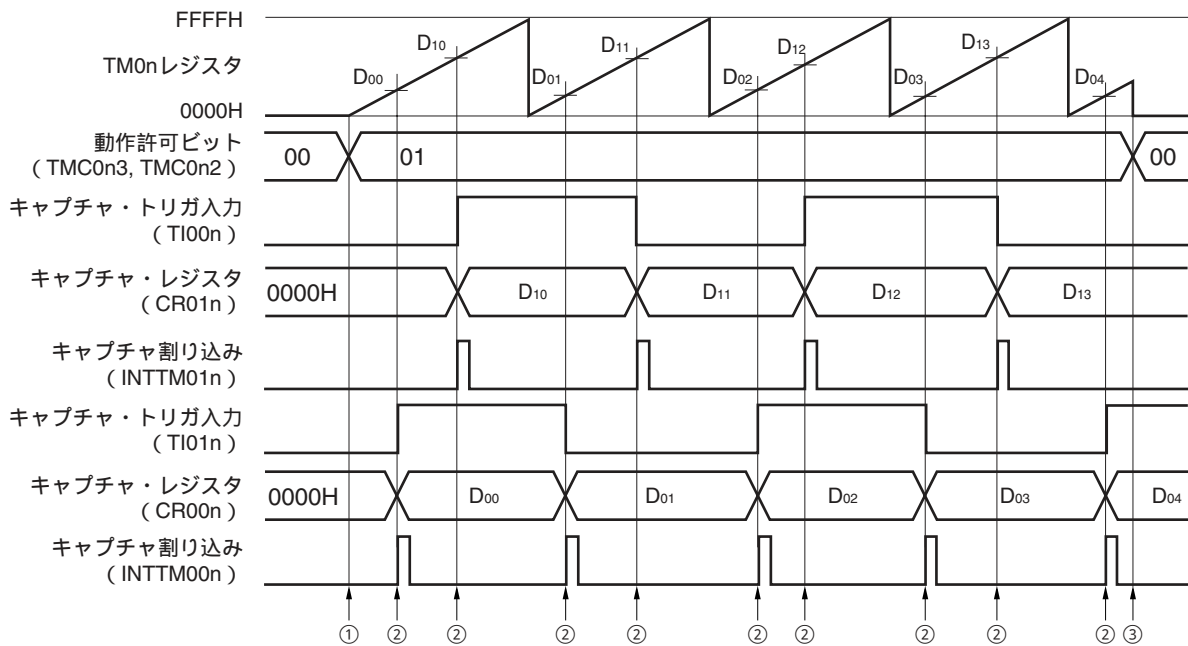 FFFFH
TM0nレジスタ
0000H
D10
D11
D12
D13
D00
D01
D02
D03
D04
動作許可ビット
（TMC0n3, TMC0n2）
00
01
00
キャプチャ・トリガ入力
（TI00n）
キャプチャ・レジスタ
（CR01n）
0000H
D10
D11
D12
D13
キャプチャ割り込み
（INTTM01n）
キャプチャ・トリガ入力
（TI01n）
キャプチャ・レジスタ
（CR00n）
0000H
D00
D01
D02
D03
D04
キャプチャ割り込み
（INTTM00n）
① ② ② ② ② ② ② ② ② ② ③